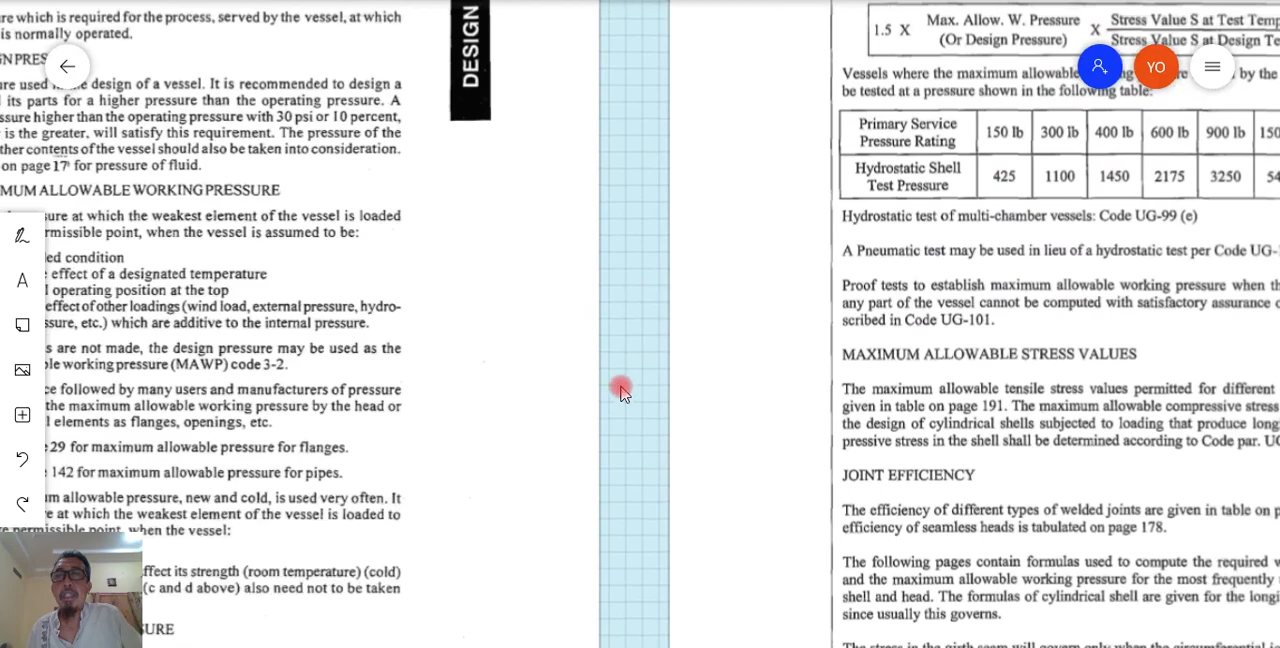 re which is required for the process, served by the vessel, at which
is normally operated.
N PRES
re used design of a vessel. It is recommended to design a
its parts for a higher pressure than the operating pressure. A
ssure higher than the operating pressure with 30 psi or 10 percent,
is the greater, will satisfy this requirement. The pressure of the
ther contents of the vessel should also be taken into consideration.
on page 17 for pressure of fluid.
MUM ALLOWABLE WORKING PRESSURE
sure at which the weakest element of the vessel is loaded
rmissible point, when the vessel is assumed to be:
ed condition
effect of a designated temperature
l operating position at the top
effect of other loadings (wind load, external pressure, hydro-
ssure, etc.) which are additive to the internal pressure.
s are not made, the design pressure may be used as the
le working pressure (MAWP) code 3-2.
ce followed by many users and manufacturers of pressure
the maximum allowable working pressure by the head or
l elements as flanges, openings, etc.
29 for maximum allowable pressure for flanges.
142 for maximum allowable pressure for pipes.
m allowable pressure, new and cold, is used very often. It
e at which the weakest element of the vessel is loaded to
e permissible point, when the vessel:
ffect its strength (room temperature) (cold)
(c and d above) also need not to be taken
SURE
DESIGN
1.5 X Max. Allow. W. Pressure (Or Design Pressure) X Stress Value S at Test Temp
Stress Value S at Design Te
YO
Vessels where the maximum allowable by the
be tested at a pressure shown in the following table:
Primary Service Pressure Rating 150 lb 300 lb 400 lb 600 lb 900 lb 150
Hydrostatic Shell Test Pressure 425 1100 1450 2175 3250 54
Hydrostatic test of multi-chamber vessels: Code UG-99 (e)
A Pneumatic test may be used in lieu of a hydrostatic test per Code UG-
Proof tests to establish maximum allowable working pressure when th
any part of the vessel cannot be computed with satisfactory assurance o
scribed in Code UG-101.
MAXIMUM ALLOWABLE STRESS VALUES
The maximum allowable tensile stress values permitted for different
given in table on page 191. The maximum allowable compressive stress
the design of cylindrical shells subjected to loading that produce long
pressive stress in the shell shall be determined according to Code par. U
JOINT EFFICIENCY
The efficiency of different types of welded joints are given in table on p
efficiency of seamless heads is tabulated on page 178.
The following pages contain formulas used to compute the required w
and the maximum allowable working pressure for the most frequently
shell and head. The formulas of cylindrical shell are given for the longi
since usually this governs.
The stress in the girth seam will govern only when the circumferential j